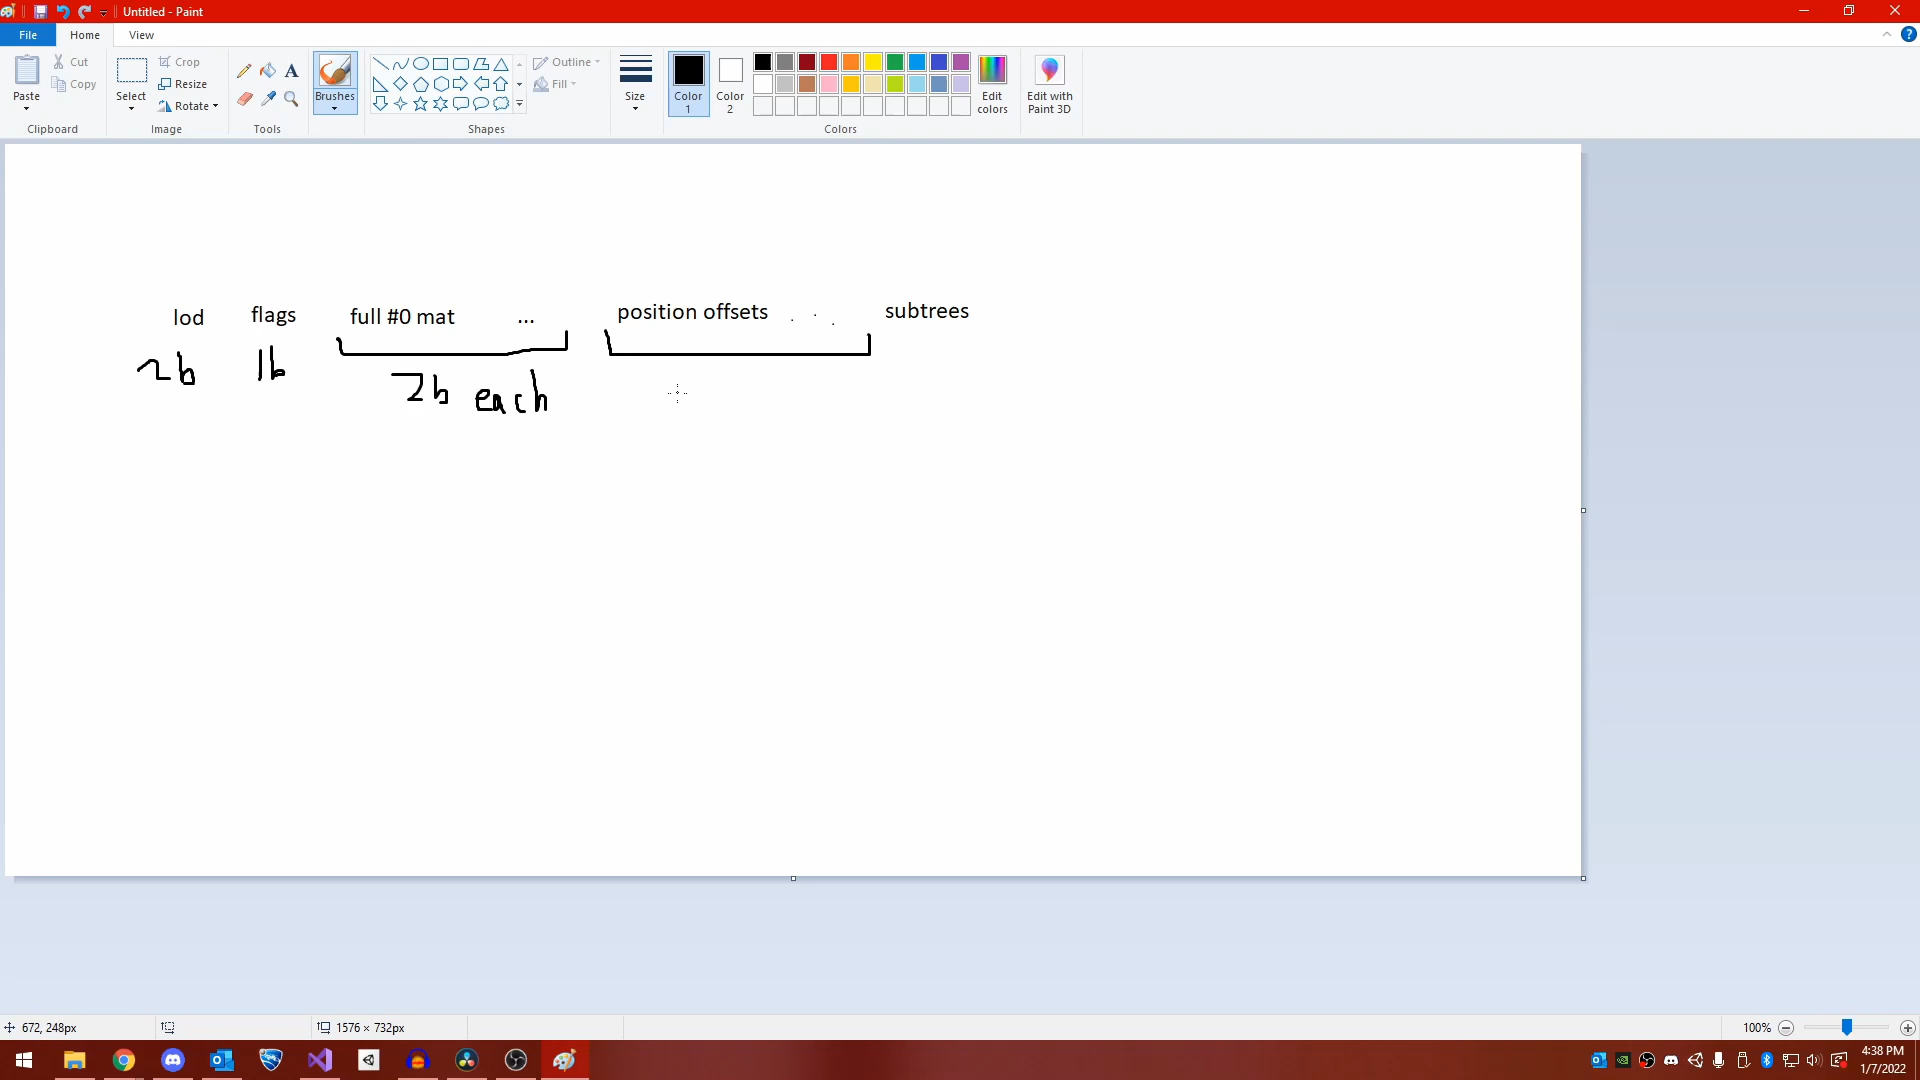 Untitled - Paint
File Home View
Paste Cut Copy Select Crop Resize Rotate Brushes Outline Fill Size Color 1 Color 2 Edit colors Edit with Paint 3D
Clipboard Image Tools Shapes Colors
lod flags full #0 mat ... position offsets . . . subtrees
2b 1b 2b each
672, 248px 1576 × 732px 100%
4:38 PM
1/7/2022